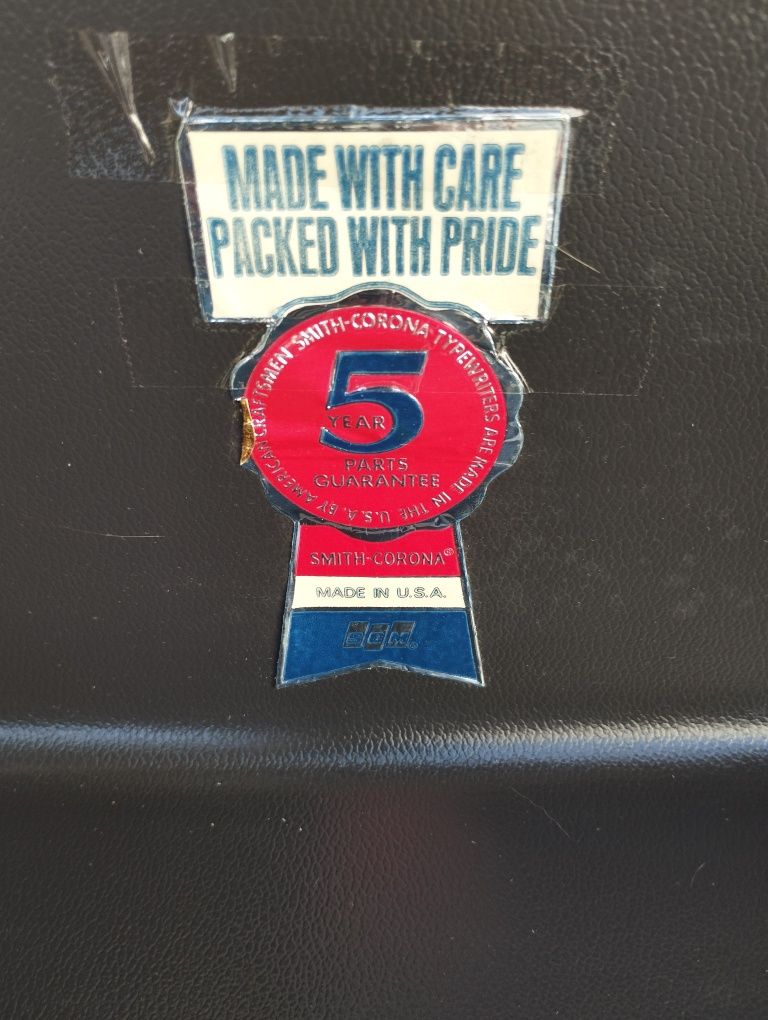 MADE WITH CARE
PACKED WITH PRIDE
SMITH-CORONA TYPEWRITERS ARE MADE IN THE U.S.A. BY AMERICAN CRAFTSMEN
5
YEAR
PARTS
GUARANTEE
SMITH-CORONA®
MADE IN U.S.A.
SCM®